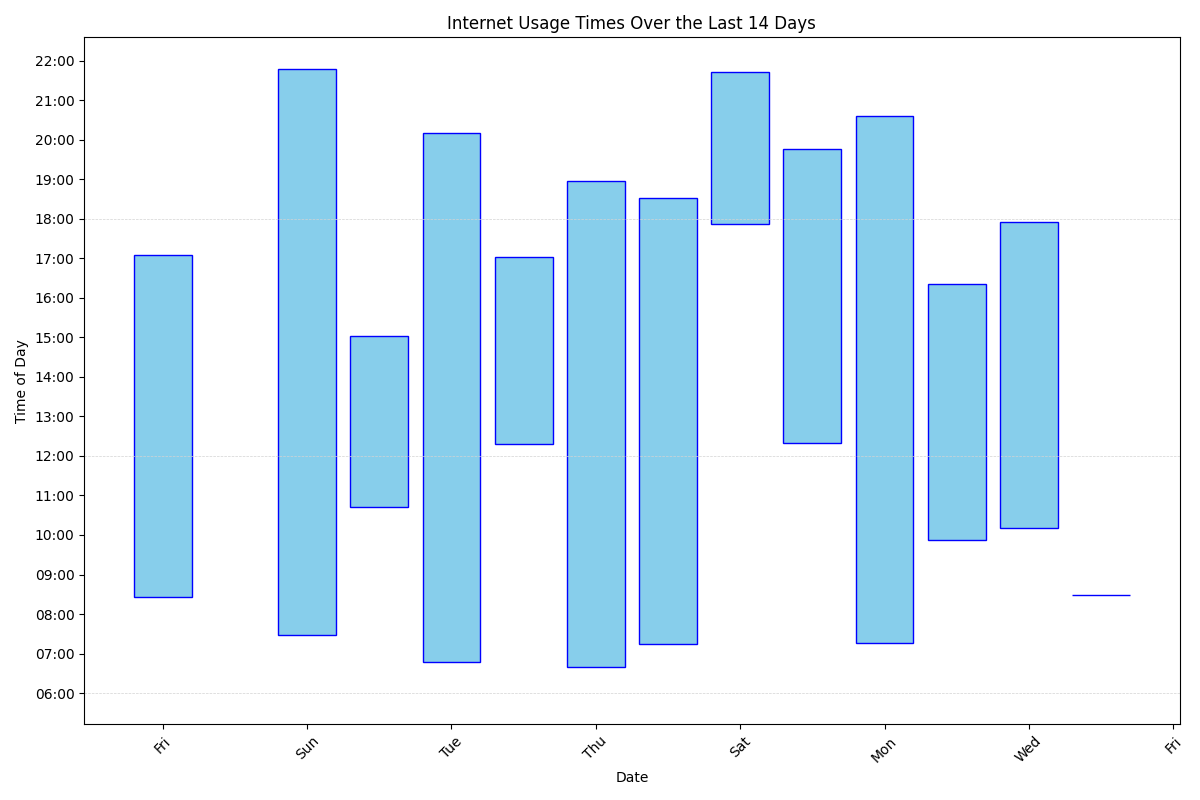 Internet Usage Times Over the Last 14 Days
22:00
21:00
20:00
19:00
18:00
17:00
16:00
15:00
14:00
13:00
12:00
11:00
10:00
09:00
08:00
07:00
06:00
Time of Day
Fri
Sun
Tue
Thu
Sat
Mon
Wed
Fri
Date